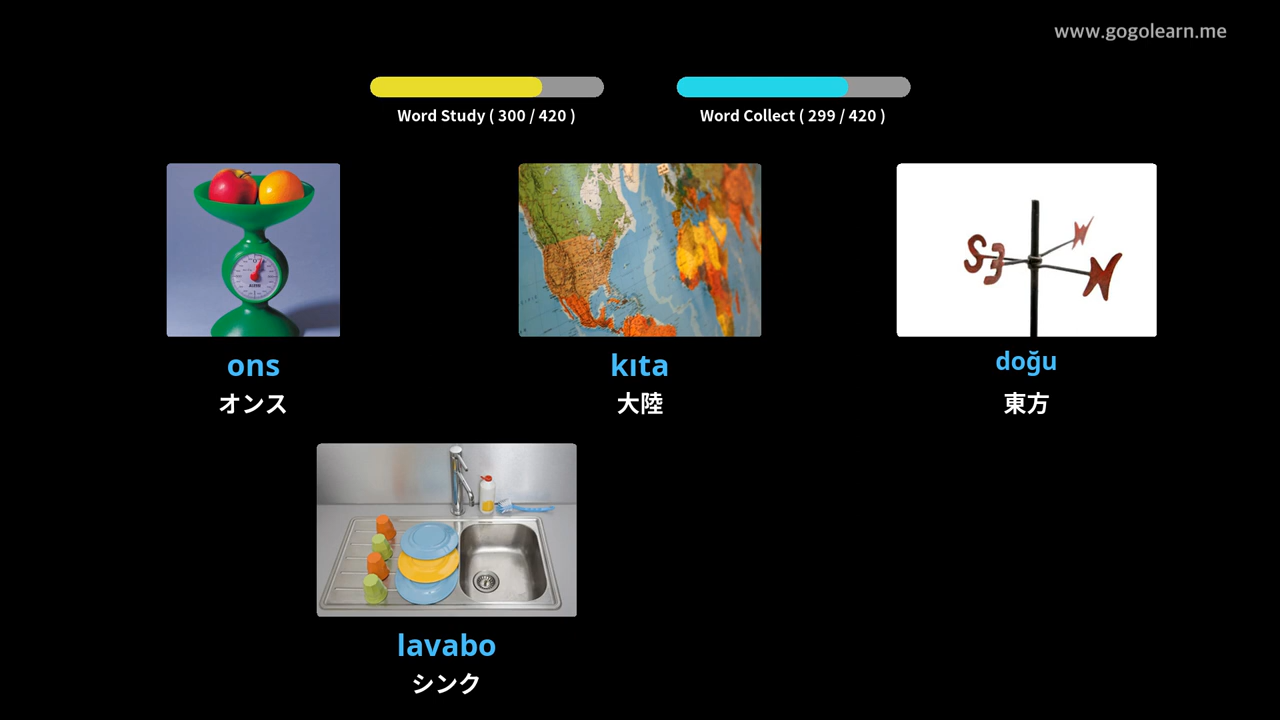 www.gogolearn.me
Word Study ( 300 / 420 )
Word Collect ( 299 / 420 )
ons
オンス
kıta
大陸
S
E
N
W
doğu
東方
lavabo
シンク